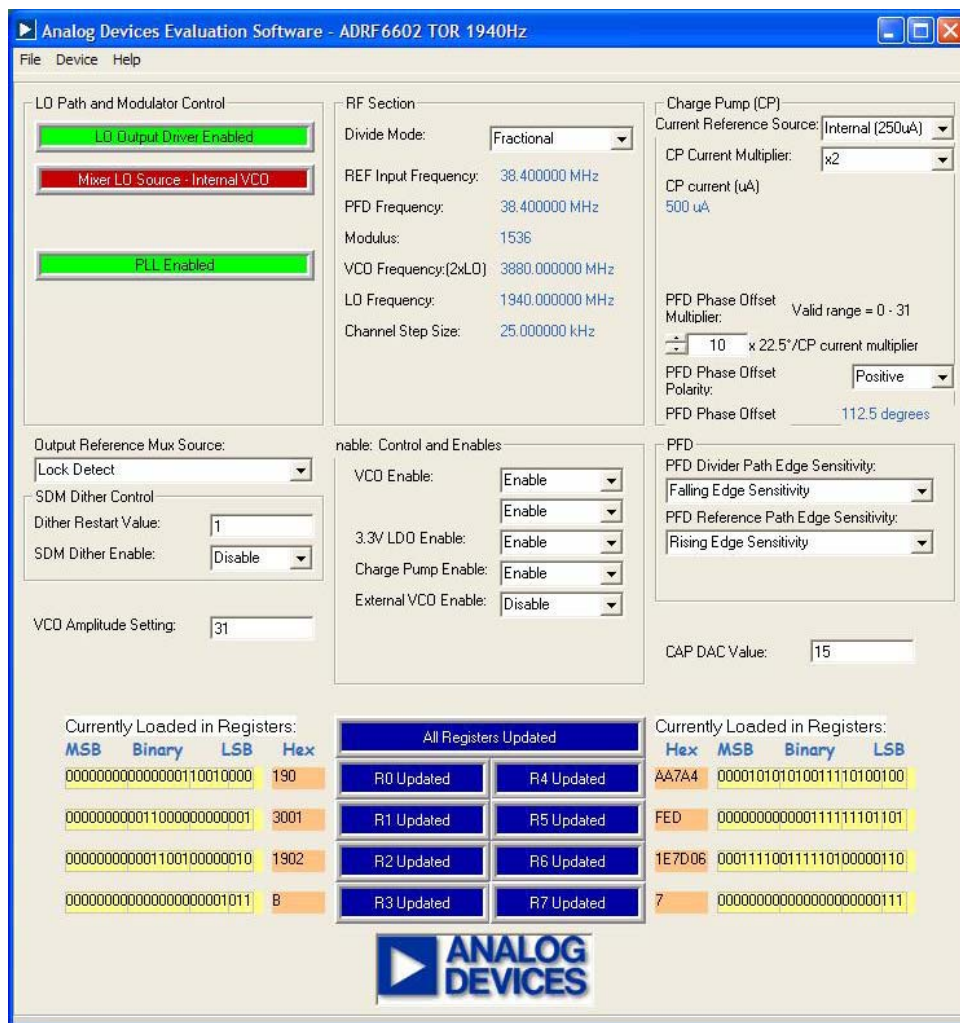 Analog Devices Evaluation Software - ADRF6602 TOR 1940Hz
File Device Help
LO Path and Modulator Control
LO Output Driver Enabled
Mixer LO Source - Internal VCO
PLL Enabled
RF Section
Divide Mode: Fractional
REF Input Frequency: 38.400000 MHz
PFD Frequency: 38.400000 MHz
Modulus: 1536
VCO Frequency:(2xLO) 3880.000000 MHz
LO Frequency: 1940.000000 MHz
Channel Step Size: 25.000000 kHz
Charge Pump (CP)
Current Reference Source: Internal (250uA)
CP Current Multiplier: x2
CP current (uA)
500 uA
PFD Phase Offset
Multiplier: Valid range = 0 - 31
10 x 22.5°/CP current multiplier
PFD Phase Offset
Polarity: Positive
PFD Phase Offset 112.5 degrees
Output Reference Mux Source:
Lock Detect
SDM Dither Control
Dither Restart Value: 1
SDM Dither Enable: Disable
VCO Amplitude Setting: 31
nable: Control and Enables
VCO Enable: Enable
Enable
3.3V LDO Enable: Enable
Charge Pump Enable: Enable
External VCO Enable: Disable
PFD
PFD Divider Path Edge Sensitivity:
Falling Edge Sensitivity
PFD Reference Path Edge Sensitivity:
Rising Edge Sensitivity
CAP DAC Value: 15
Currently Loaded in Registers:
MSB Binary LSB Hex
000000000000000110010000 190
000000000011000000000001 3001
000000000001100100000010 1902
000000000000000000001011 B
All Registers Updated
R0 Updated R4 Updated
R1 Updated R5 Updated
R2 Updated R6 Updated
R3 Updated R7 Updated
Currently Loaded in Registers:
Hex MSB Binary LSB
AA7A4 000010101010011110100100
FED 000000000000111111101101
1E7D06 000111100111110100000110
7 000000000000000000000111
ANALOG
DEVICES